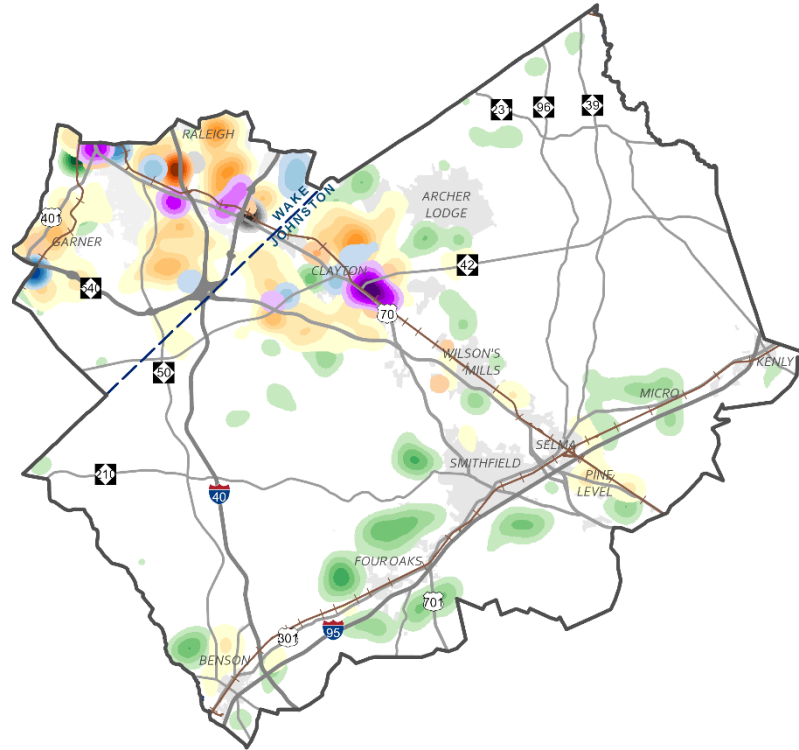 231
96
39
RALEIGH
WAKE
JOHNSTON
ARCHER
LODGE
401
GARNER
CLAYTON
42
540
70
WILSON'S
MILLS
KENLY
50
MICRO
SELMA
SMITHFIELD
210
PINE
LEVEL
40
FOUR OAKS
701
95
301
BENSON